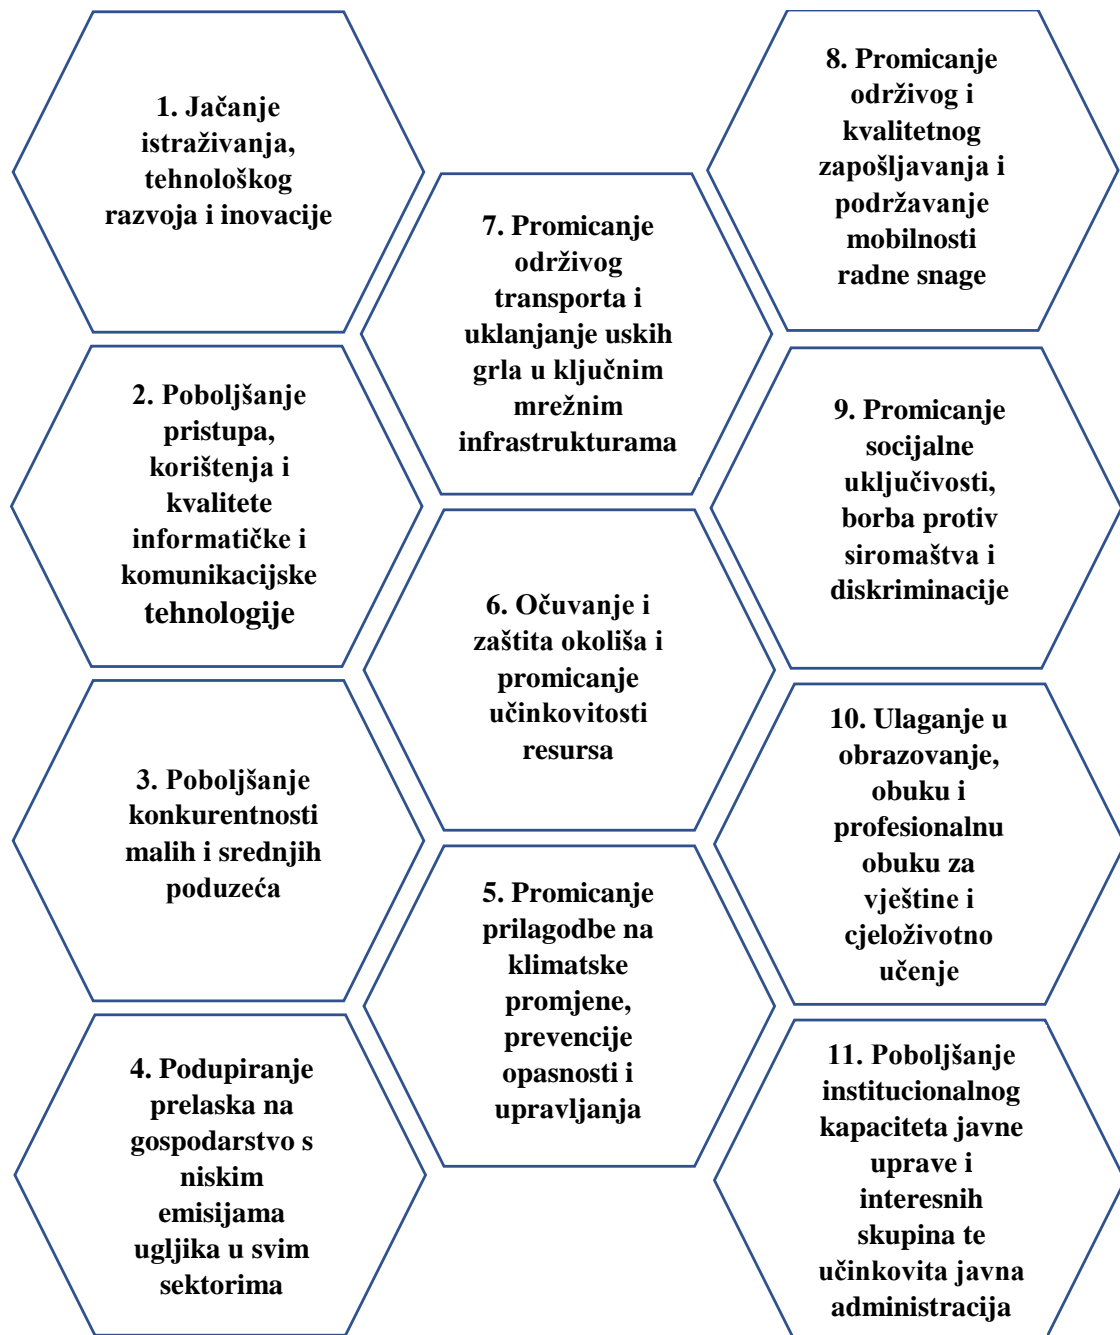 1. Jačanje
istraživanja,
tehnološkog
razvoja i inovacije
2. Poboljšanje
pristupa,
korištenja i
kvalitete
informatičke i
komunikacijske
tehnologije
3. Poboljšanje
konkurentnosti
malih i srednjih
poduzeća
4. Podupiranje
prelaska na
gospodarstvo s
niskim
emisijama
ugljika u svim
sektorima
5. Promicanje
prilagodbe na
klimatske
promjene,
prevencije
opasnosti i
upravljanja
6. Očuvanje i
zaštita okoliša i
promicanje
učinkovitosti
resursa
7. Promicanje
održivog
transporta i
uklanjanje uskih
grla u ključnim
mrežnim
infrastrukturama
8. Promicanje
održivog i
kvalitetnog
zapošljavanja i
podržavanje
mobilnosti
radne snage
9. Promicanje
socijalne
uključivosti,
borba protiv
siromaštva i
diskriminacije
10. Ulaganje u
obrazovanje,
obuku i
profesionalnu
obuku za
vještine i
cjeloživotno
učenje
11. Poboljšanje
institucionalnog
kapaciteta javne
uprave i
interesnih
skupina te
učinkovita javna
administracija